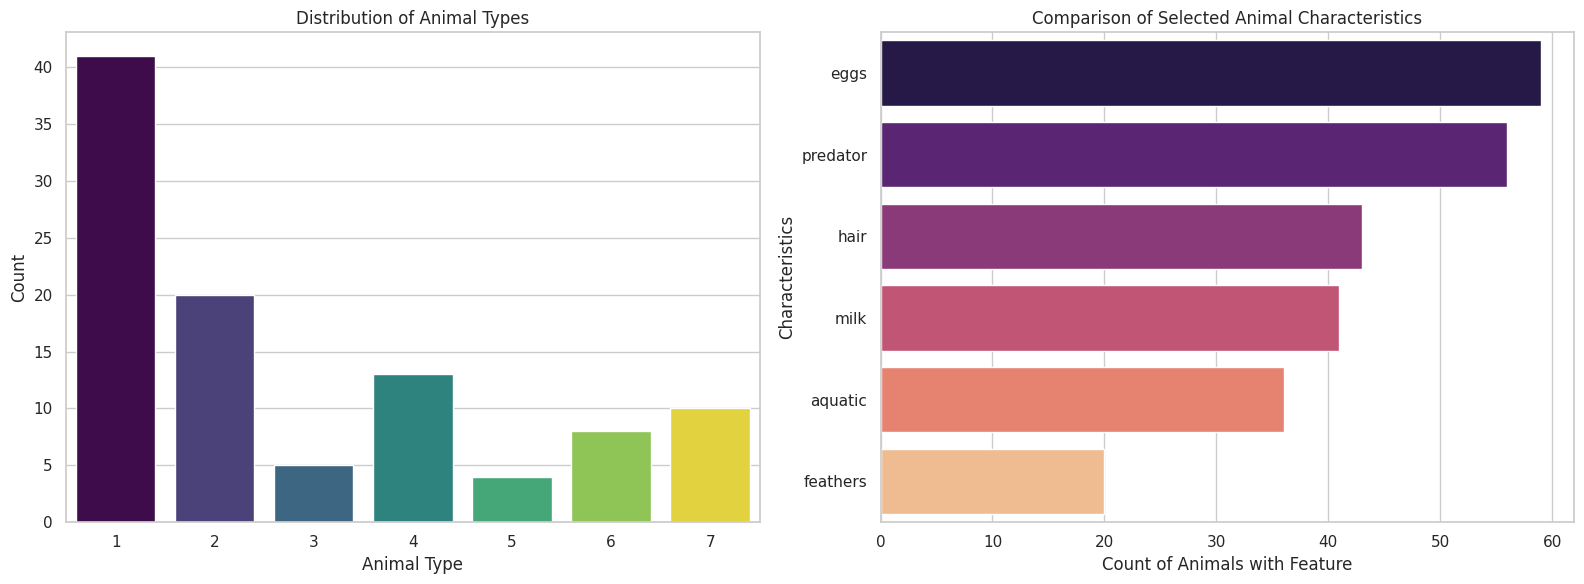 Distribution of Animal Types
Count
40
35
30
25
20
15
10
5
0
1 2 3 4 5 6 7
Animal Type
Comparison of Selected Animal Characteristics
Characteristics
eggs
predator
hair
milk
aquatic
feathers
0 10 20 30 40 50 60
Count of Animals with Feature